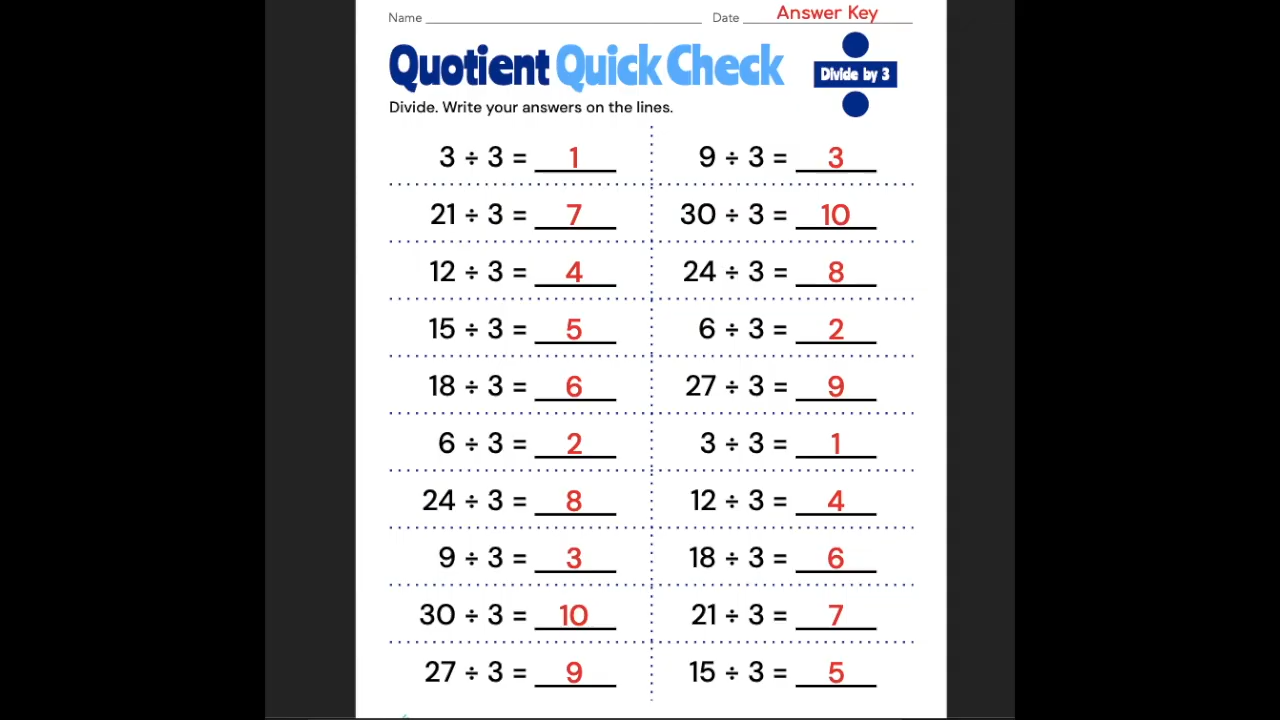 Name Date Answer Key
Quotient Quick Check
Divide by 3
Divide. Write your answers on the lines.
3 ÷ 3 = 1
9 ÷ 3 = 3
21 ÷ 3 = 7
30 ÷ 3 = 10
12 ÷ 3 = 4
24 ÷ 3 = 8
15 ÷ 3 = 5
6 ÷ 3 = 2
18 ÷ 3 = 6
27 ÷ 3 = 9
6 ÷ 3 = 2
3 ÷ 3 = 1
24 ÷ 3 = 8
12 ÷ 3 = 4
9 ÷ 3 = 3
18 ÷ 3 = 6
30 ÷ 3 = 10
21 ÷ 3 = 7
27 ÷ 3 = 9
15 ÷ 3 = 5